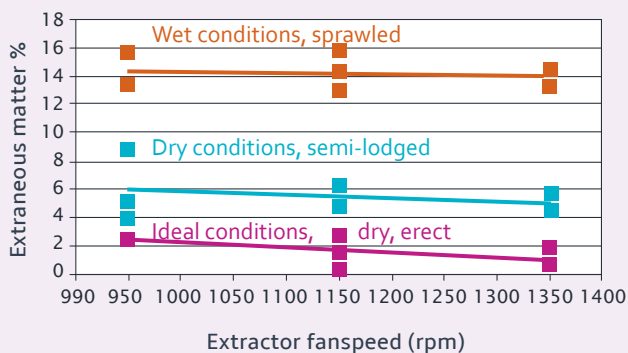 Extraneous matter %
18
16
14
12
10
8
6
4
2
0
Wet conditions, sprawled
Dry conditions, semi-lodged
Ideal conditions, dry, erect
990 950 1000 1050 1100 1150 1200 1250 1300 1350 1400
Extractor fanspeed (rpm)